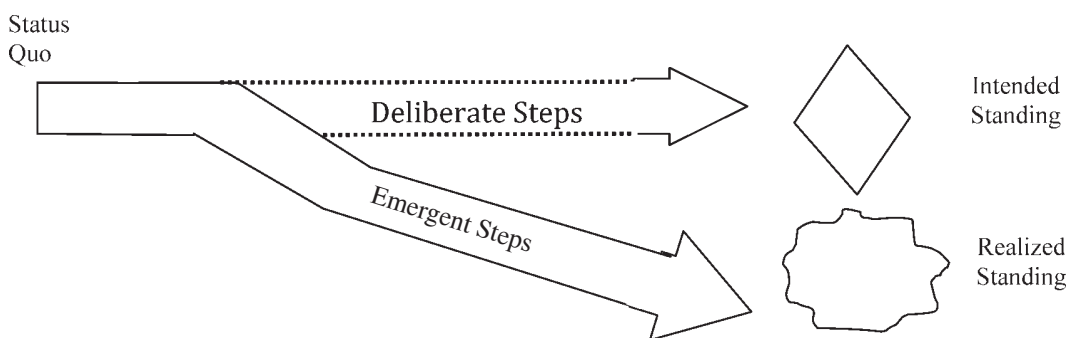 Status
Quo
Deliberate Steps
Intended
Standing
Emergent Steps
Realized
Standing